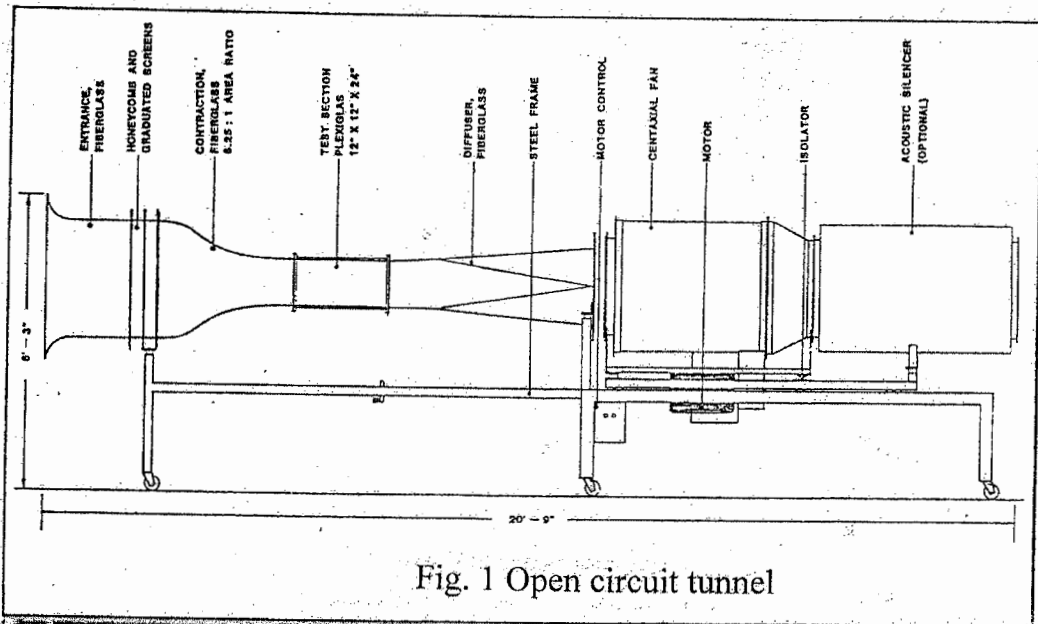 ENTRANCE,
FIBERGLASS
HONEYCOMB AND
GRADUATED SCREENS
CONTRACTION,
FIBERGLASS
6.25 : 1 AREA RATIO
TEST SECTION
PLEXIGLAS
12" X 12" X 24"
DIFFUSER,
FIBERGLASS
STEEL FRAME
MOTOR CONTROL
CENTAXIAL FAN
MOTOR
ISOLATOR
ACOUSTIC SILENCER
(OPTIONAL)
6' - 3"
20' - 9"
Fig. 1 Open circuit tunnel